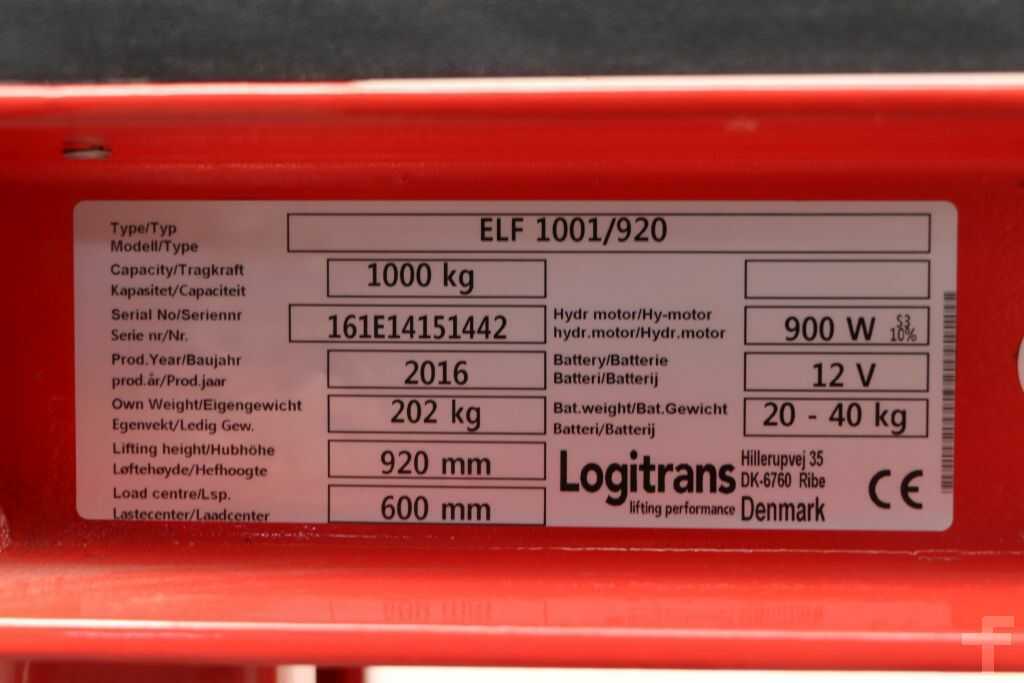 Type/Typ
Modell/Type
ELF 1001/920
Capacity/Tragkraft
Kapasitet/Capaciteit
1000 kg
Serial No/Seriennr
Serie nr/Nr.
161E14151442
Hydr motor/Hy-motor
hydr.motor/Hydr.motor
900 W S3 10%
Prod.Year/Baujahr
prod.år/Prod.jaar
2016
Battery/Batterie
Batteri/Batterij
12 V
Own Weight/Eigengewicht
Egenvekt/Ledig Gew.
202 kg
Bat.weight/Bat.Gewicht
Batteri/Batterij
20 - 40 kg
Lifting height/Hubhöhe
Løftehøyde/Hefhoogte
920 mm
Load centre/Lsp.
Lastecenter/Laadcenter
600 mm
Logitrans
lifting performance
Hillerupvej 35
DK-6760 Ribe
Denmark
CE